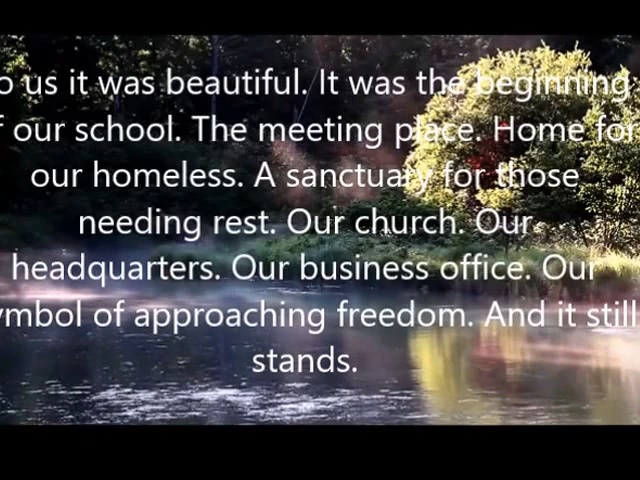 o us it was beautiful. It was the beginning
f our school. The meeting place. Home for
our homeless. A sanctuary for those
needing rest. Our church. Our
headquarters. Our business office. Our
ymbol of approaching freedom. And it still
stands.